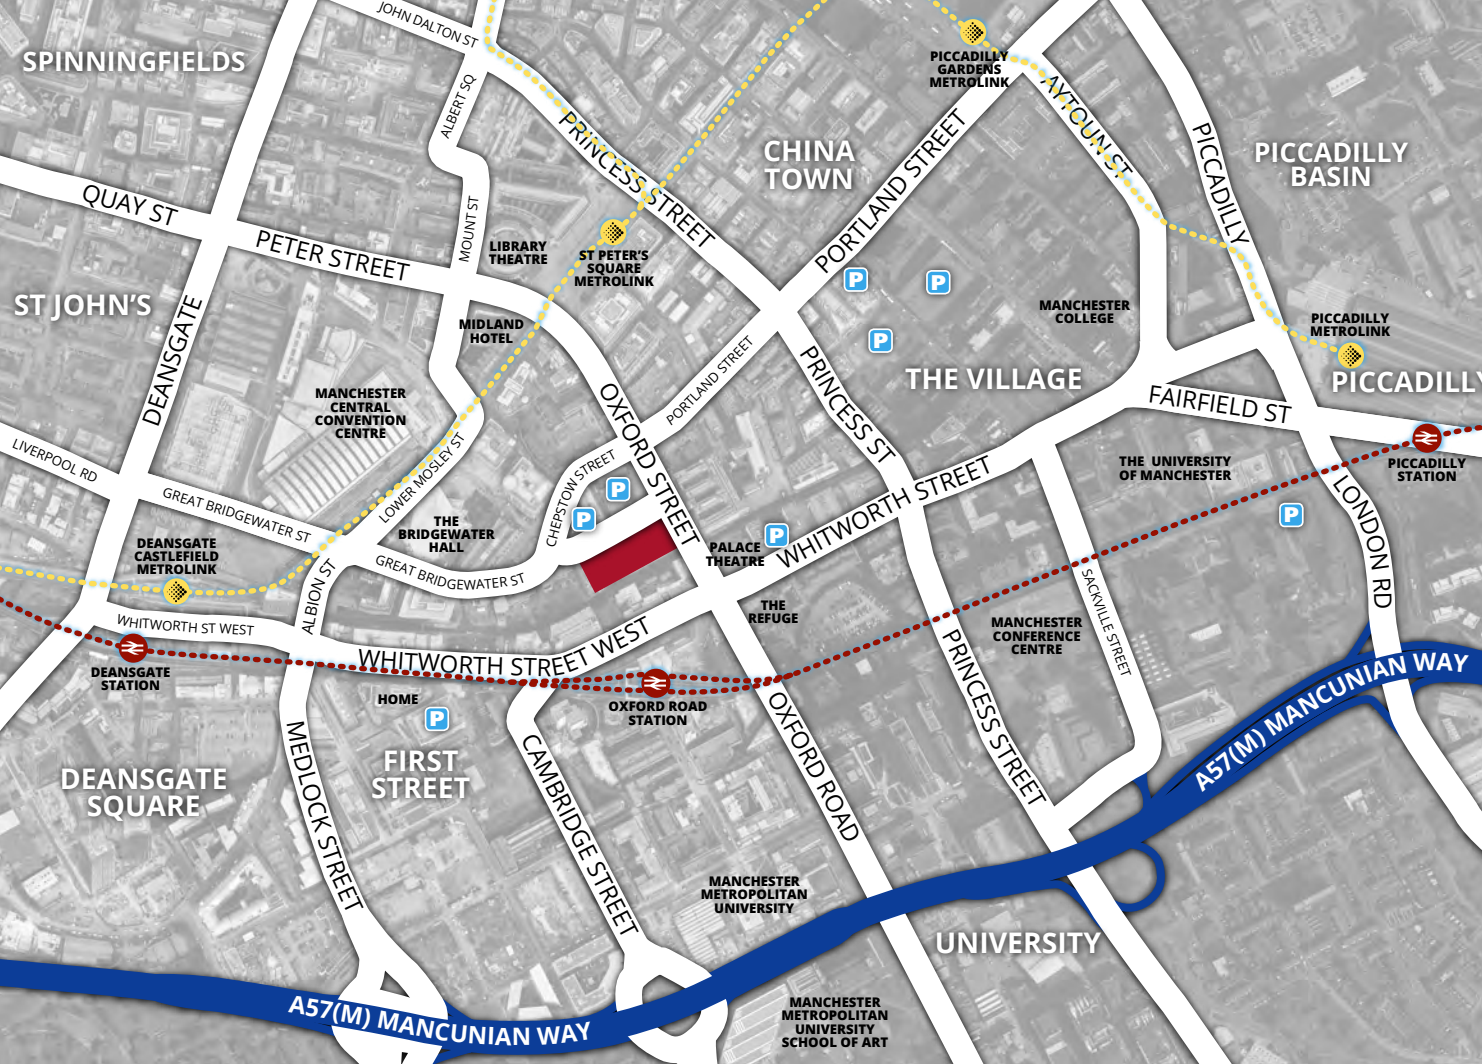 JOHN DALTON ST
SPINNINGFIELDS
ALBERT SQ
PICCADILLY
GARDENS
METROLINK
AYTOUN ST
PICCADILLY
PRINCESS STREET
CHINA
TOWN
PORTLAND STREET
PICCADILLY
BASIN
QUAY ST
PETER STREET
MOUNT ST
LIBRARY
THEATRE
ST PETER'S
SQUARE
METROLINK
P
P
P
ST JOHN'S
DEANSGATE
MIDLAND
HOTEL
MANCHESTER
COLLEGE
PICCADILLY
METROLINK
PICCADILLY
PORTLAND STREET
PRINCESS ST
THE VILLAGE
FAIRFIELD ST
MANCHESTER
CENTRAL
CONVENTION
CENTRE
OXFORD STREET
LIVERPOOL RD
GREAT BRIDGEWATER ST
LOWER MOSLEY ST
CHEPSTOW STREET
P
P
P
P
WHITWORTH STREET
THE UNIVERSITY
OF MANCHESTER
PICCADILLY
STATION
LONDON RD
THE
BRIDGEWATER
HALL
DEANSGATE
CASTLEFIELD
METROLINK
GREAT BRIDGEWATER ST
PALACE
THEATRE
ALBION ST
WHITWORTH ST WEST
WHITWORTH STREET WEST
THE
REFUGE
MANCHESTER
CONFERENCE
CENTRE
SACKVILLE STREET
DEANSGATE
STATION
HOME
P
OXFORD ROAD
STATION
PRINCESS STREET
A57(M) MANCUNIAN WAY
DEANSGATE
SQUARE
FIRST
STREET
MEDLOCK STREET
CAMBRIDGE STREET
OXFORD ROAD
MANCHESTER
METROPOLITAN
UNIVERSITY
UNIVERSITY
A57(M) MANCUNIAN WAY
MANCHESTER
METROPOLITAN
UNIVERSITY
SCHOOL OF ART